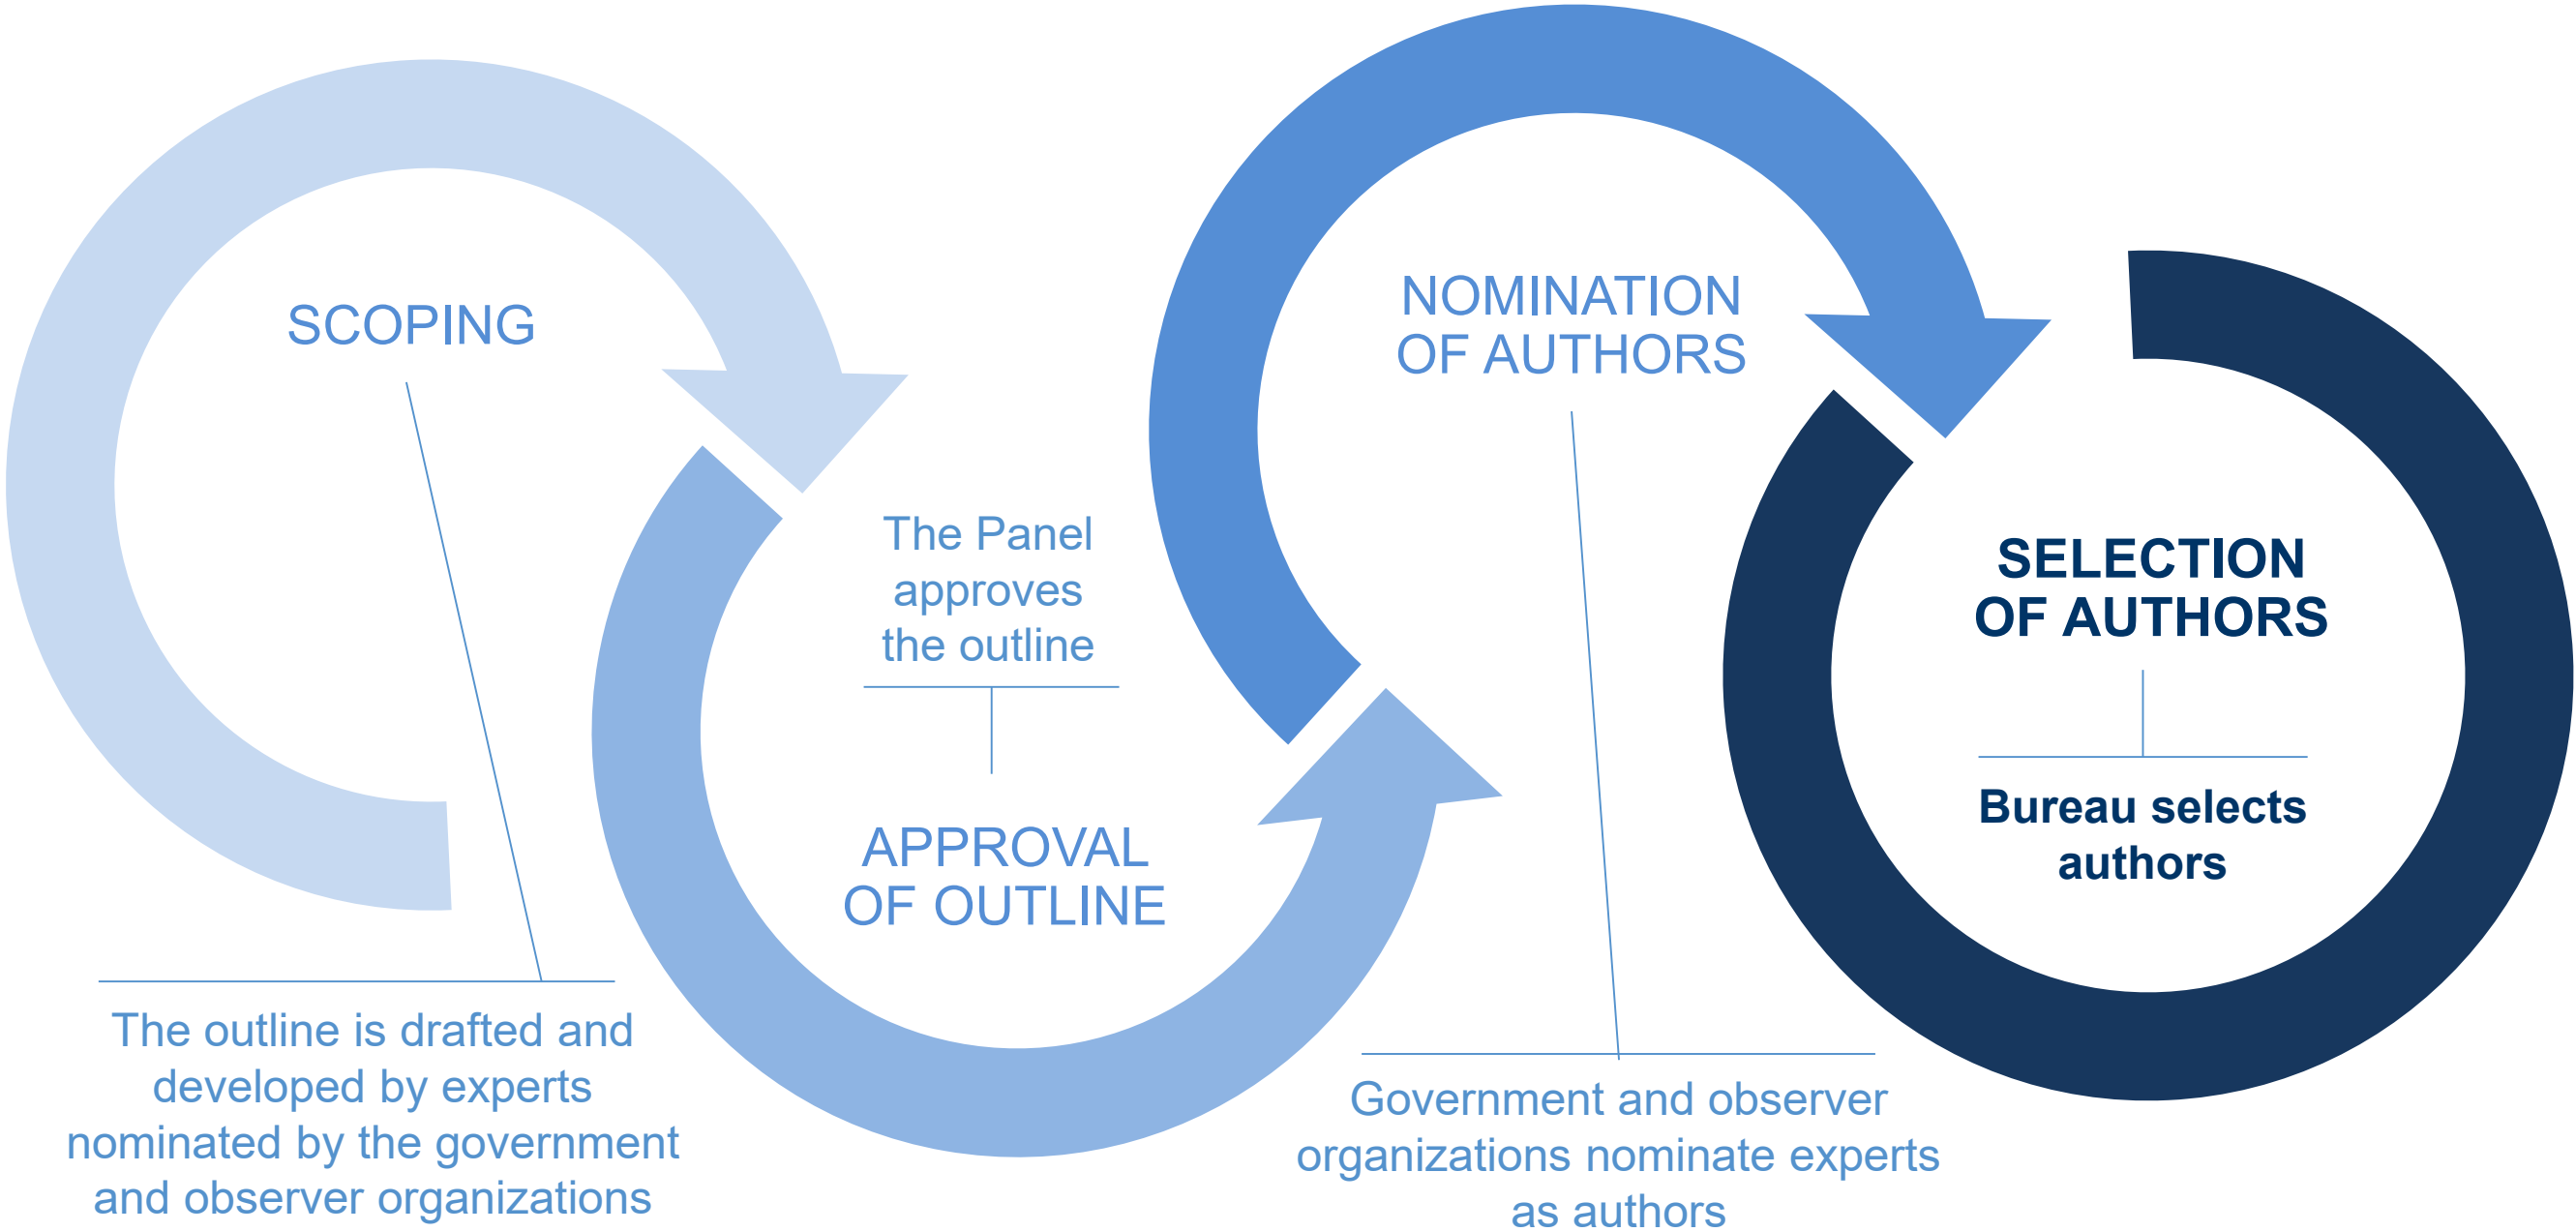 SCOPING
The outline is drafted and
developed by experts
nominated by the government
and observer organizations
The Panel
approves
the outline
APPROVAL
OF OUTLINE
NOMINATION
OF AUTHORS
Government and observer
organizations nominate experts
as authors
SELECTION
OF AUTHORS
Bureau selects
authors